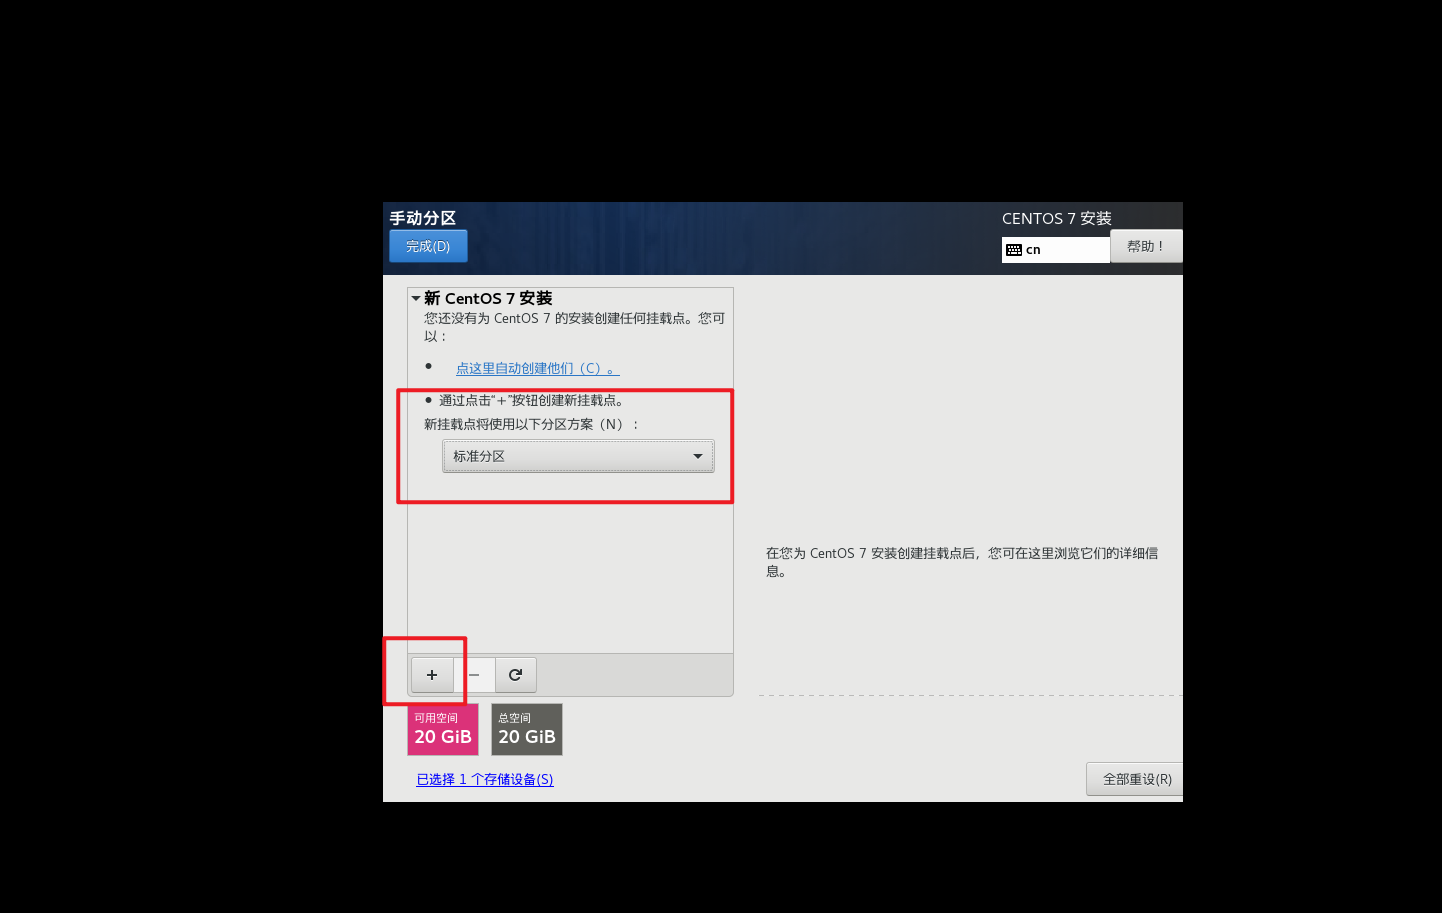 手动分区
CENTOS 7 安装
完成(D)
cn
帮助！
新 CentOS 7 安装
您还没有为 CentOS 7 的安装创建任何挂载点。您可
以：
点这里自动创建他们（C）。
通过点击“+”按钮创建新挂载点。
新挂载点将使用以下分区方案（N）：
标准分区
在您为 CentOS 7 安装创建挂载点后，您可在这里浏览它们的详细信
息。
+
−
可用空间
20 GiB
总空间
20 GiB
已选择 1 个存储设备(S)
全部重设(R)